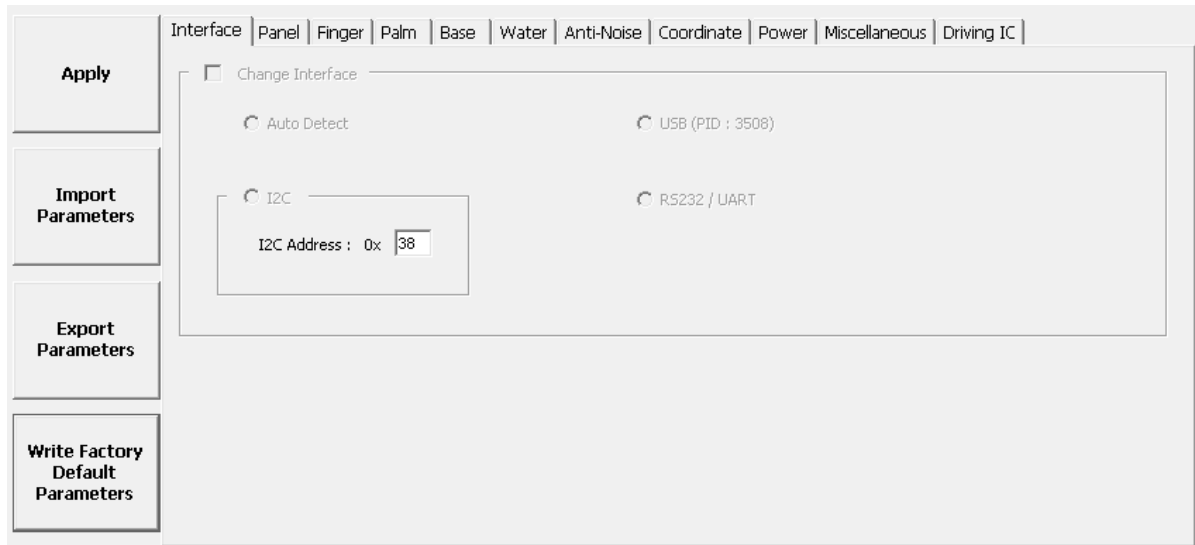 Apply
Import
Parameters
Export
Parameters
Write Factory
Default
Parameters
Interface Panel Finger Palm Base Water Anti-Noise Coordinate Power Miscellaneous Driving IC
Change Interface
Auto Detect USB (PID : 3508)
I2C RS232 / UART
I2C Address : 0x 38